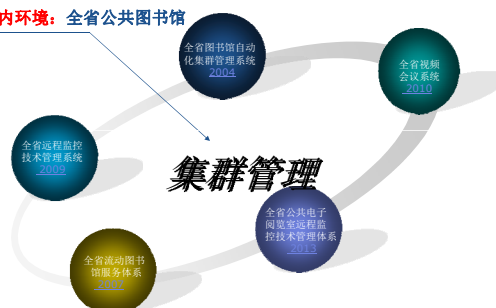 内环境：全省公共图书馆
全省图书馆自动
化集群管理系统
2004
全省视频
会议系统
2010
全省远程监控
技术管理系统
2009
集群管理
全省公共电子
阅览室远程监
控技术管理体系
2013
全省流动图书
馆服务体系
2007